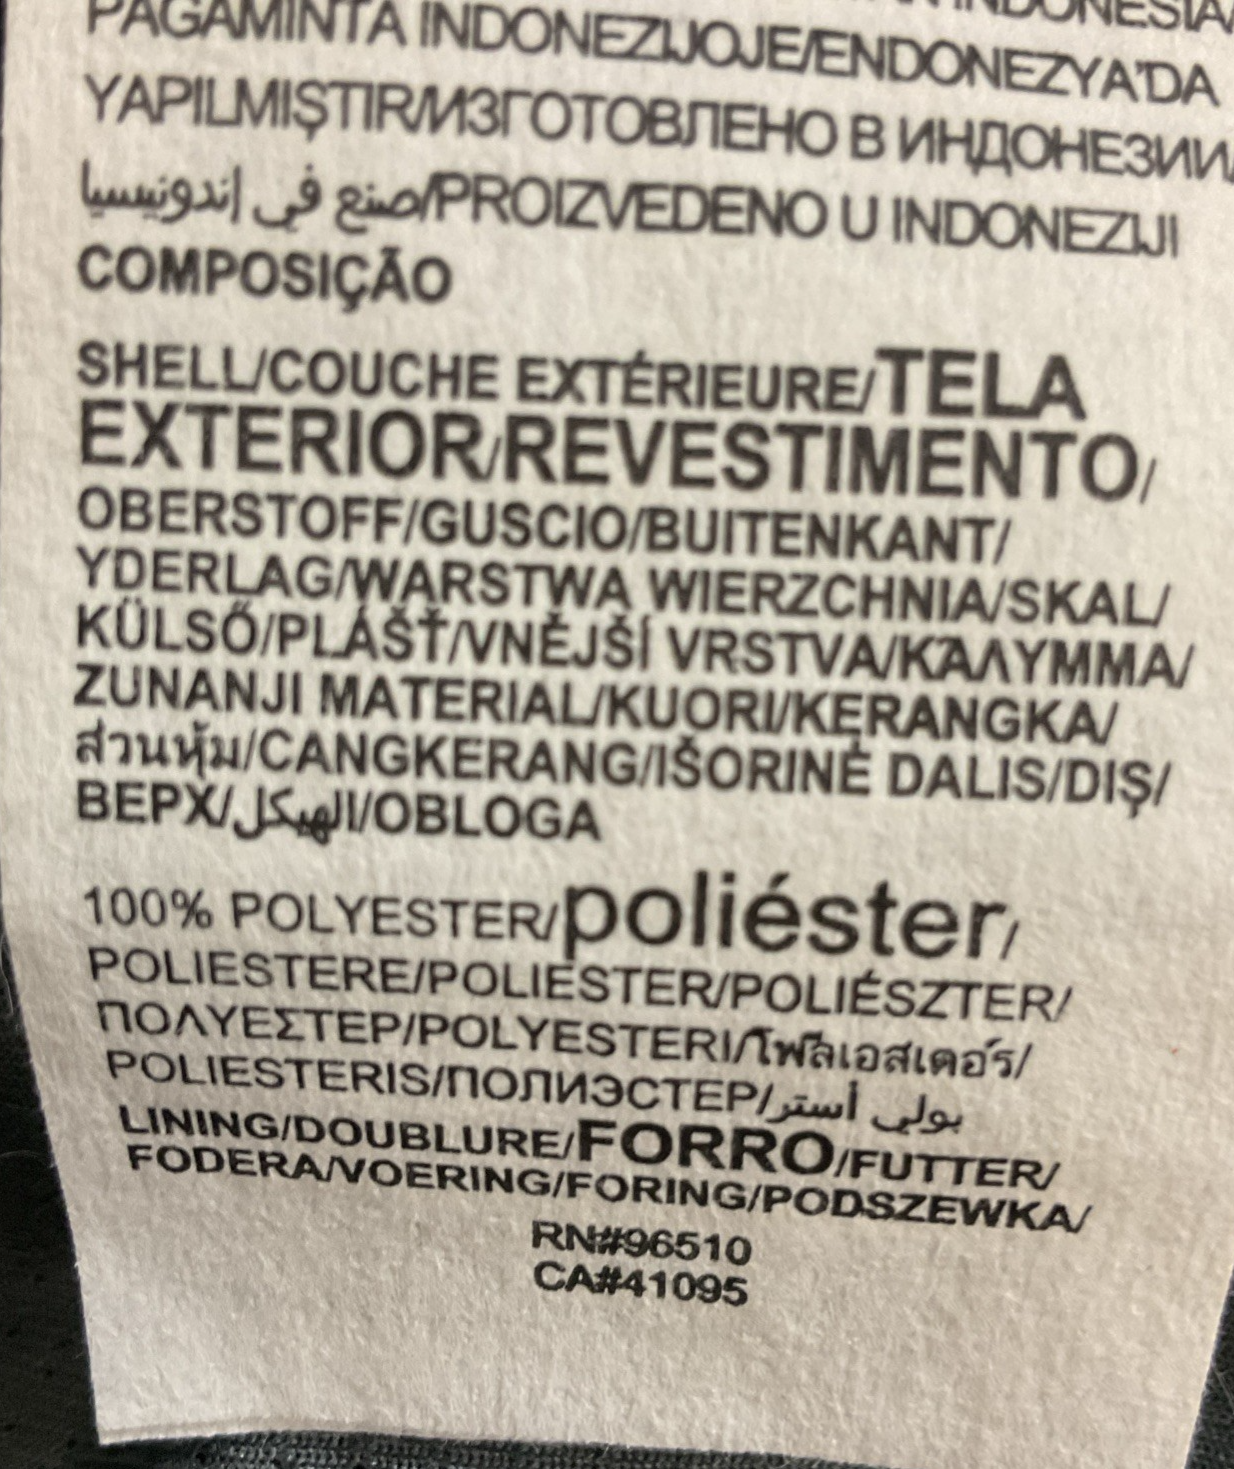 INDONESIA/
PAGAMINTA INDONEZIJOJE/ENDONEZYA'DA
YAPILMIŞTIR/ИЗГОТОВЛЕНО В ИНДОНЕЗИИ/
صنع في إندونيسيا/PROIZVEDENO U INDONEZIJI
COMPOSIÇÃO
SHELL/COUCHE EXTÉRIEURE/TELA
EXTERIOR/REVESTIMENTO/
OBERSTOFF/GUSCIO/BUITENKANT/
YDERLAG/WARSTWA WIERZCHNIA/SKAL/
KÜLSŐ/PLÁŠŤ/VNĚJŠÍ VRSTVA/ΚΆΛΥΜΜΑ/
ZUNANJI MATERIAL/KUORI/KERANGKA/
ส่วนหุ้ม/CANGKERANG/IŠORINĖ DALIS/DIŞ/
ВЕРХ/الهيكل/OBLOGA
100% POLYESTER/poliéster/
POLIESTERE/POLIESTER/POLIÉSZTER/
ΠΟΛΥΕΣΤΕΡ/POLYESTERI/โพลีเอสเตอร์/
POLIESTERIS/ПОЛИЭСТЕР/بولي أستر
LINING/DOUBLURE/FORRO/FUTTER/
FODERA/VOERING/FORING/PODSZEWKA/
RN#96510
CA#41095